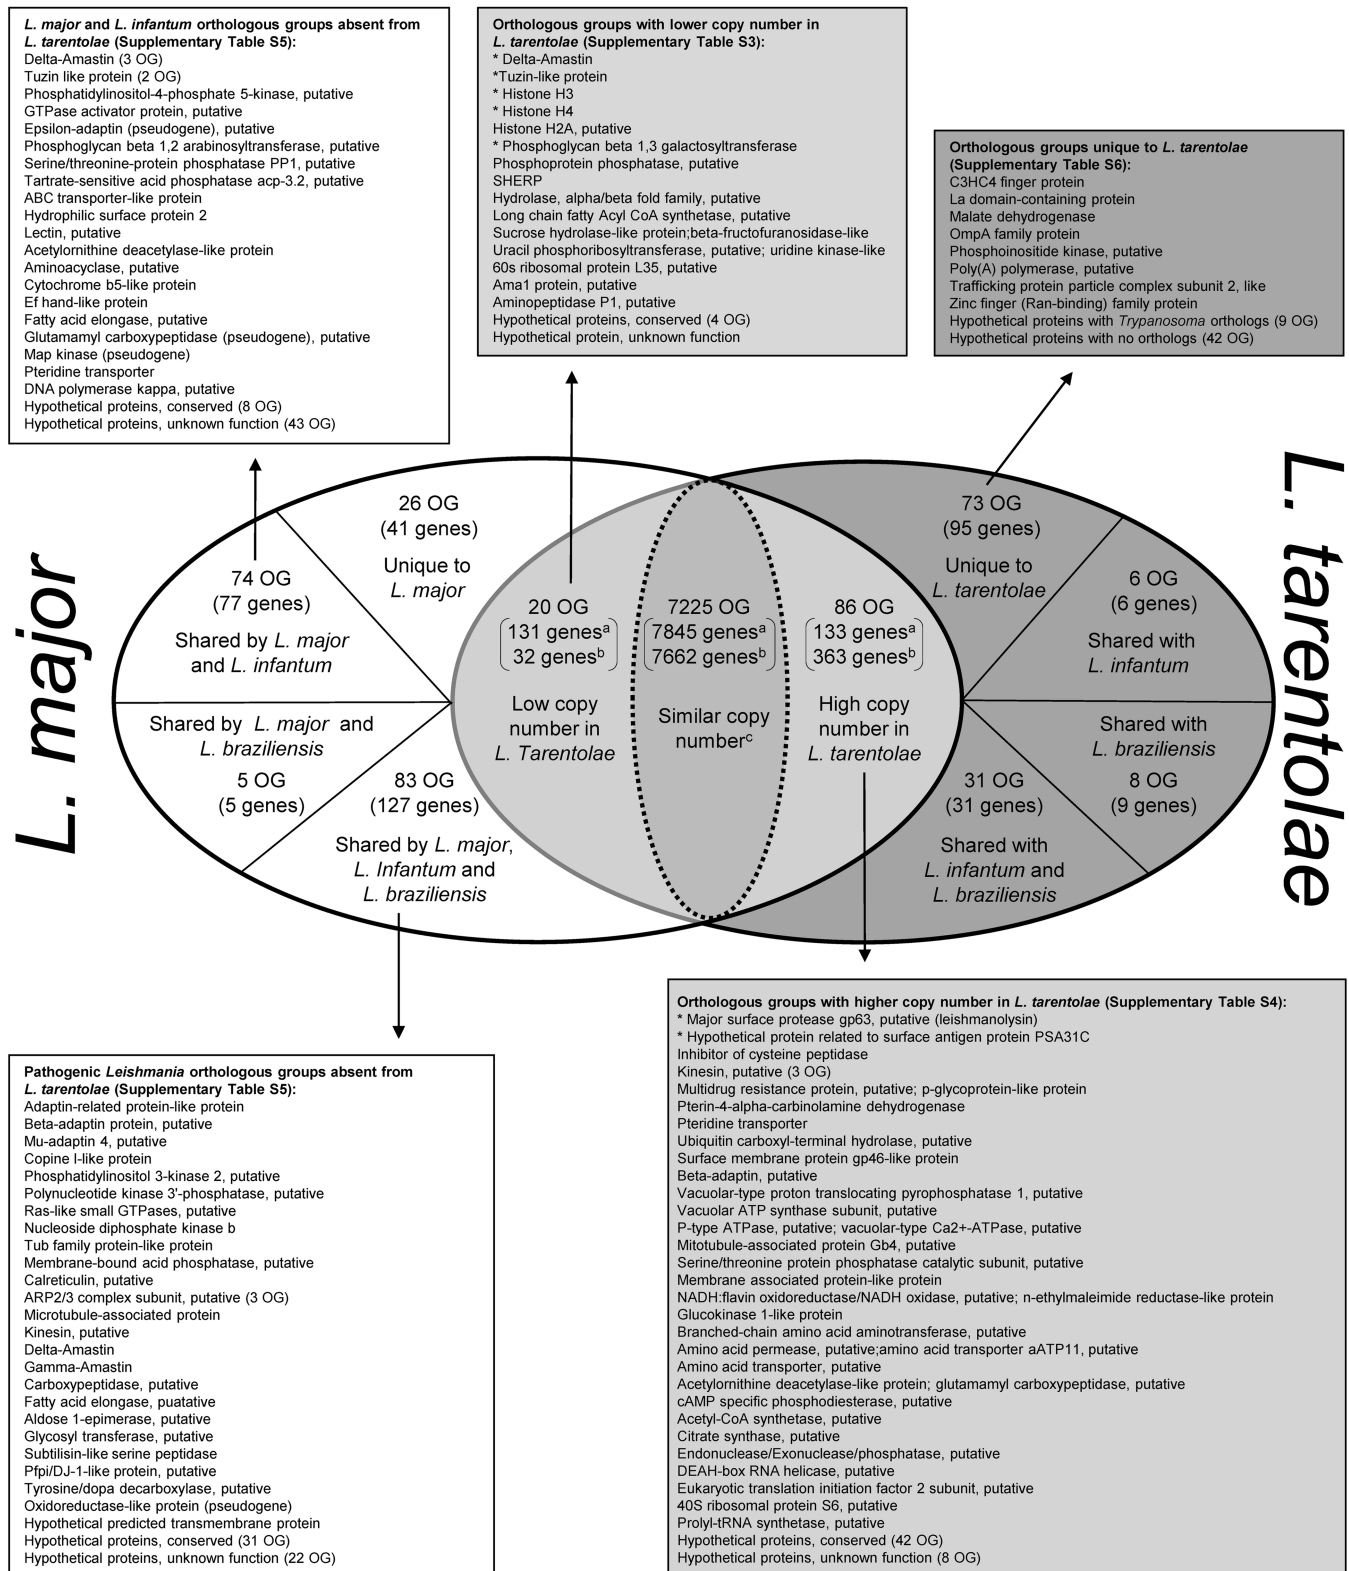 L. major and L. infantum orthologous groups absent from
L. tarentolae (Supplementary Table S5):
Delta-Amastin (3 OG)
Tuzin like protein (2 OG)
Phosphatidylinositol-4-phosphate 5-kinase, putative
GTPase activator protein, putative
Epsilon-adaptin (pseudogene), putative
Phosphoglycan beta 1,2 arabinosyltransferase, putative
Serine/threonine-protein phosphatase PP1, putative
Tartrate-sensitive acid phosphatase acp-3.2, putative
ABC transporter-like protein
Hydrophilic surface protein 2
Lectin, putative
Acetylornithine deacetylase-like protein
Aminoacyclase, putative
Cytochrome b5-like protein
Ef hand-like protein
Fatty acid elongase, putative
Glutamamyl carboxypeptidase (pseudogene), putative
Map kinase (pseudogene)
Pteridine transporter
DNA polymerase kappa, putative
Hypothetical proteins, conserved (8 OG)
Hypothetical proteins, unknown function (43 OG)
Orthologous groups with lower copy number in
L. tarentolae (Supplementary Table S3):
* Delta-Amastin
*Tuzin-like protein
* Histone H3
* Histone H4
Histone H2A, putative
* Phosphoglycan beta 1,3 galactosyltransferase
Phosphoprotein phosphatase, putative
SHERP
Hydrolase, alpha/beta fold family, putative
Long chain fatty Acyl CoA synthetase, putative
Sucrose hydrolase-like protein;beta-fructofuranosidase-like
Uracil phosphoribosyltransferase, putative; uridine kinase-like
60s ribosomal protein L35, putative
Ama1 protein, putative
Aminopeptidase P1, putative
Hypothetical proteins, conserved (4 OG)
Hypothetical protein, unknown function
Orthologous groups unique to L. tarentolae
(Supplementary Table S6):
C3HC4 finger protein
La domain-containing protein
Malate dehydrogenase
OmpA family protein
Phosphoinositide kinase, putative
Poly(A) polymerase, putative
Trafficking protein particle complex subunit 2, like
Zinc finger (Ran-binding) family protein
Hypothetical proteins with Trypanosoma orthologs (9 OG)
Hypothetical proteins with no orthologs (42 OG)
L. major
26 OG
(41 genes)
Unique to
L. major
74 OG
(77 genes)
Shared by L. major
and L. infantum
Shared by L. major and
L. braziliensis
5 OG
(5 genes)
83 OG
(127 genes)
Shared by L. major,
L. Infantum and
L. braziliensis
20 OG
131 genesa
32 genesb
Low copy
number in
L. Tarentolae
7225 OG
7845 genesa
7662 genesb
Similar copy
numberc
86 OG
133 genesa
363 genesb
High copy
number in
L. tarentolae
73 OG
(95 genes)
Unique to
L. tarentolae
6 OG
(6 genes)
Shared with
L. infantum
Shared with
L. braziliensis
8 OG
(9 genes)
31 OG
(31 genes)
Shared with
L. infantum and
L. braziliensis
L. tarentolae
Pathogenic Leishmania orthologous groups absent from
L. tarentolae (Supplementary Table S5):
Adaptin-related protein-like protein
Beta-adaptin protein, putative
Mu-adaptin 4, putative
Copine I-like protein
Phosphatidylinositol 3-kinase 2, putative
Polynucleotide kinase 3'-phosphatase, putative
Ras-like small GTPases, putative
Nucleoside diphosphate kinase b
Tub family protein-like protein
Membrane-bound acid phosphatase, putative
Calreticulin, putative
ARP2/3 complex subunit, putative (3 OG)
Microtubule-associated protein
Kinesin, putative
Delta-Amastin
Gamma-Amastin
Carboxypeptidase, putative
Fatty acid elongase, puatative
Aldose 1-epimerase, putative
Glycosyl transferase, putative
Subtilisin-like serine peptidase
Pfpi/DJ-1-like protein, putative
Tyrosine/dopa decarboxylase, putative
Oxidoreductase-like protein (pseudogene)
Hypothetical predicted transmembrane protein
Hypothetical proteins, conserved (31 OG)
Hypothetical proteins, unknown function (22 OG)
Orthologous groups with higher copy number in L. tarentolae (Supplementary Table S4):
* Major surface protease gp63, putative (leishmanolysin)
* Hypothetical protein related to surface antigen protein PSA31C
Inhibitor of cysteine peptidase
Kinesin, putative (3 OG)
Multidrug resistance protein, putative; p-glycoprotein-like protein
Pterin-4-alpha-carbinolamine dehydrogenase
Pteridine transporter
Ubiquitin carboxyl-terminal hydrolase, putative
Surface membrane protein gp46-like protein
Beta-adaptin, putative
Vacuolar-type proton translocating pyrophosphatase 1, putative
Vacuolar ATP synthase subunit, putative
P-type ATPase, putative; vacuolar-type Ca2+-ATPase, putative
Mitotubule-associated protein Gb4, putative
Serine/threonine protein phosphatase catalytic subunit, putative
Membrane associated protein-like protein
NADH:flavin oxidoreductase/NADH oxidase, putative; n-ethylmaleimide reductase-like protein
Glucokinase 1-like protein
Branched-chain amino acid aminotransferase, putative
Amino acid permease, putative;amino acid transporter aATP11, putative
Amino acid transporter, putative
Acetylornithine deacetylase-like protein; glutamamyl carboxypeptidase, putative
cAMP specific phosphodiesterase, putative
Acetyl-CoA synthetase, putative
Citrate synthase, putative
Endonuclease/Exonuclease/phosphatase, putative
DEAH-box RNA helicase, putative
Eukaryotic translation initiation factor 2 subunit, putative
40S ribosomal protein S6, putative
Prolyl-tRNA synthetase, putative
Hypothetical proteins, conserved (42 OG)
Hypothetical proteins, unknown function (8 OG)